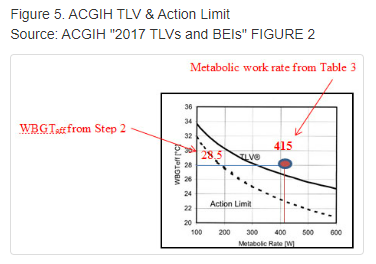 Figure 5. ACGIH TLV & Action Limit
Source: ACGIH "2017 TLVs and BEIs" FIGURE 2
Metabolic work rate from Table 3
WBGTeff from Step 2
36
34
32
30
28
26
24
22
20
WBGTeff [°C]
28.5
415
TLV®
Action Limit
100 200 300 400 500 600
Metabolic Rate [W]